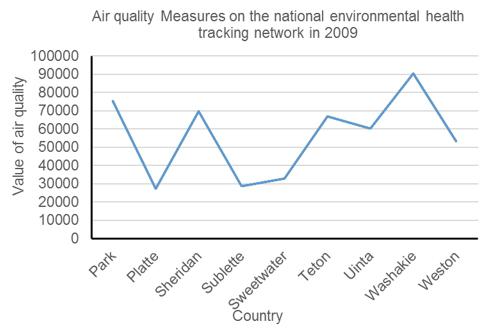 Air quality Measures on the national environmental health
tracking network in 2009
Value of air quality
100000
90000
80000
70000
60000
50000
40000
30000
20000
10000
0
Park
Platte
Sheridan
Sublette
Sweetwater
Teton
Uinta
Washakie
Weston
Country